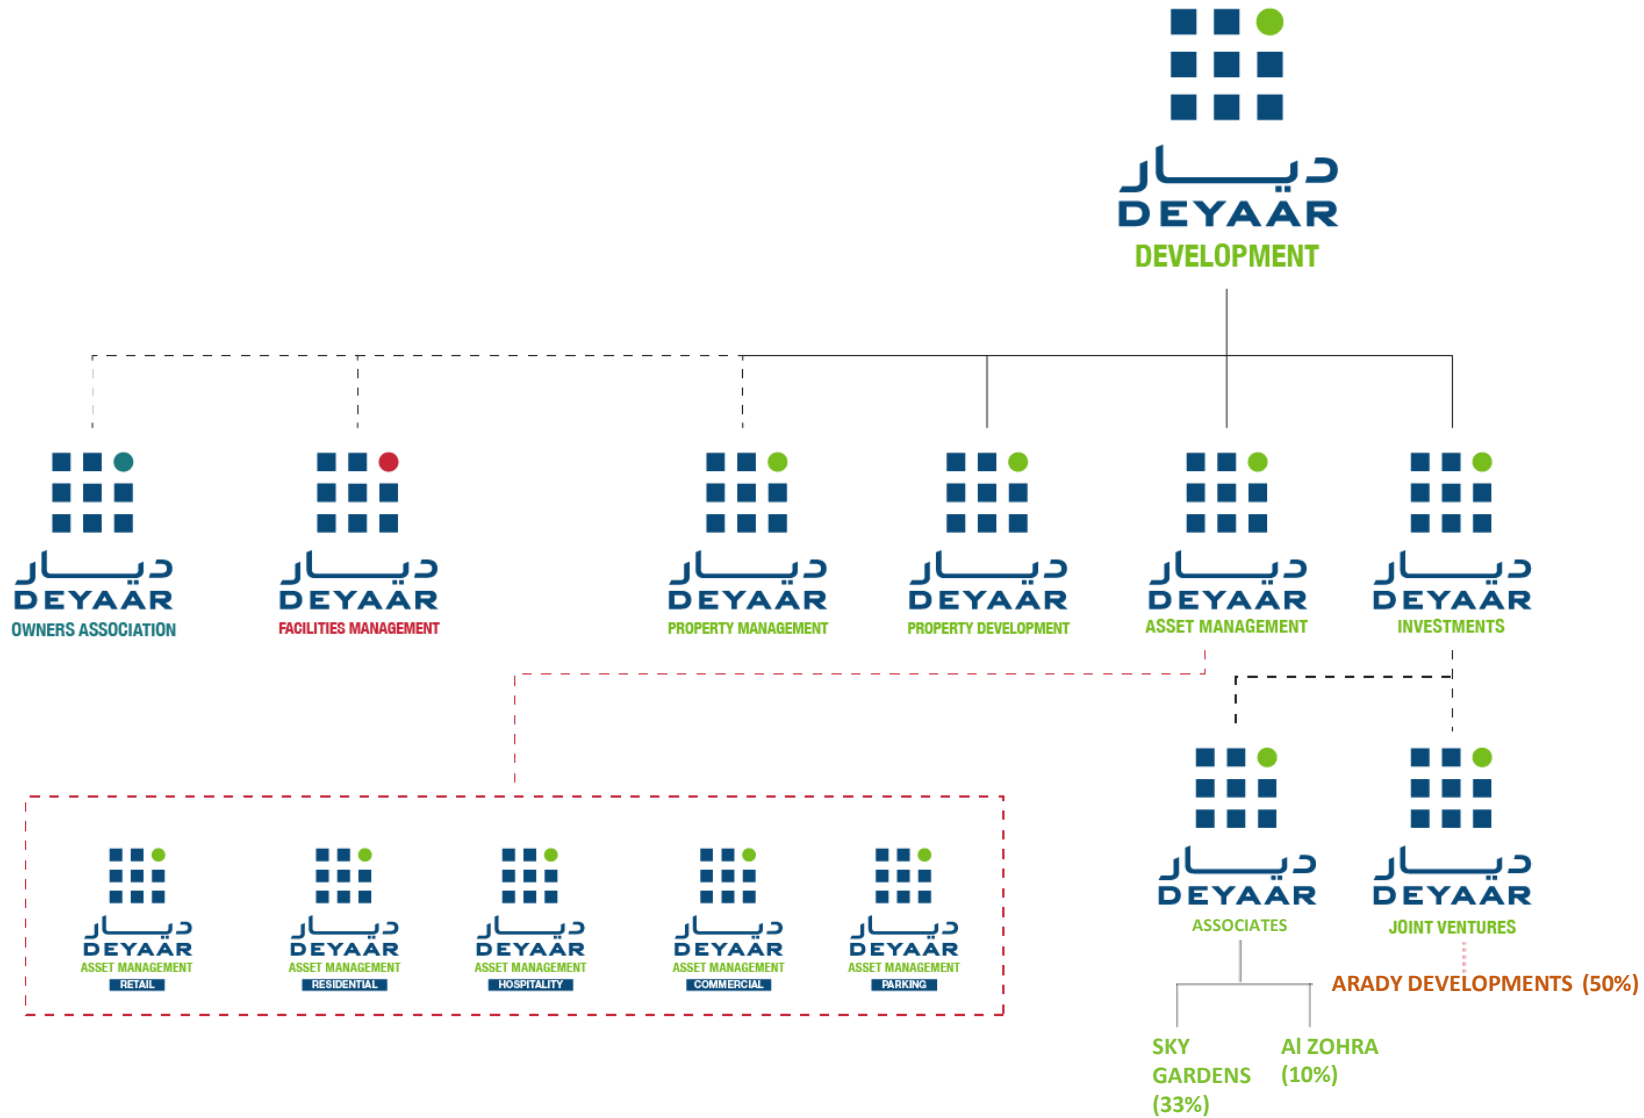 ديار
DEYAAR
DEVELOPMENT
ديار
DEYAAR
OWNERS ASSOCIATION
ديار
DEYAAR
FACILITIES MANAGEMENT
ديار
DEYAAR
PROPERTY MANAGEMENT
ديار
DEYAAR
PROPERTY DEVELOPMENT
ديار
DEYAAR
ASSET MANAGEMENT
ديار
DEYAAR
INVESTMENTS
ديار
DEYAAR
ASSET MANAGEMENT
RETAIL
ديار
DEYAAR
ASSET MANAGEMENT
RESIDENTIAL
ديار
DEYAAR
ASSET MANAGEMENT
HOSPITALITY
ديار
DEYAAR
ASSET MANAGEMENT
COMMERCIAL
ديار
DEYAAR
ASSET MANAGEMENT
PARKING
ديار
DEYAAR
ASSOCIATES
ديار
DEYAAR
JOINT VENTURES
ARADY DEVELOPMENTS (50%)
SKY
GARDENS
(33%)
Al ZOHRA
(10%)